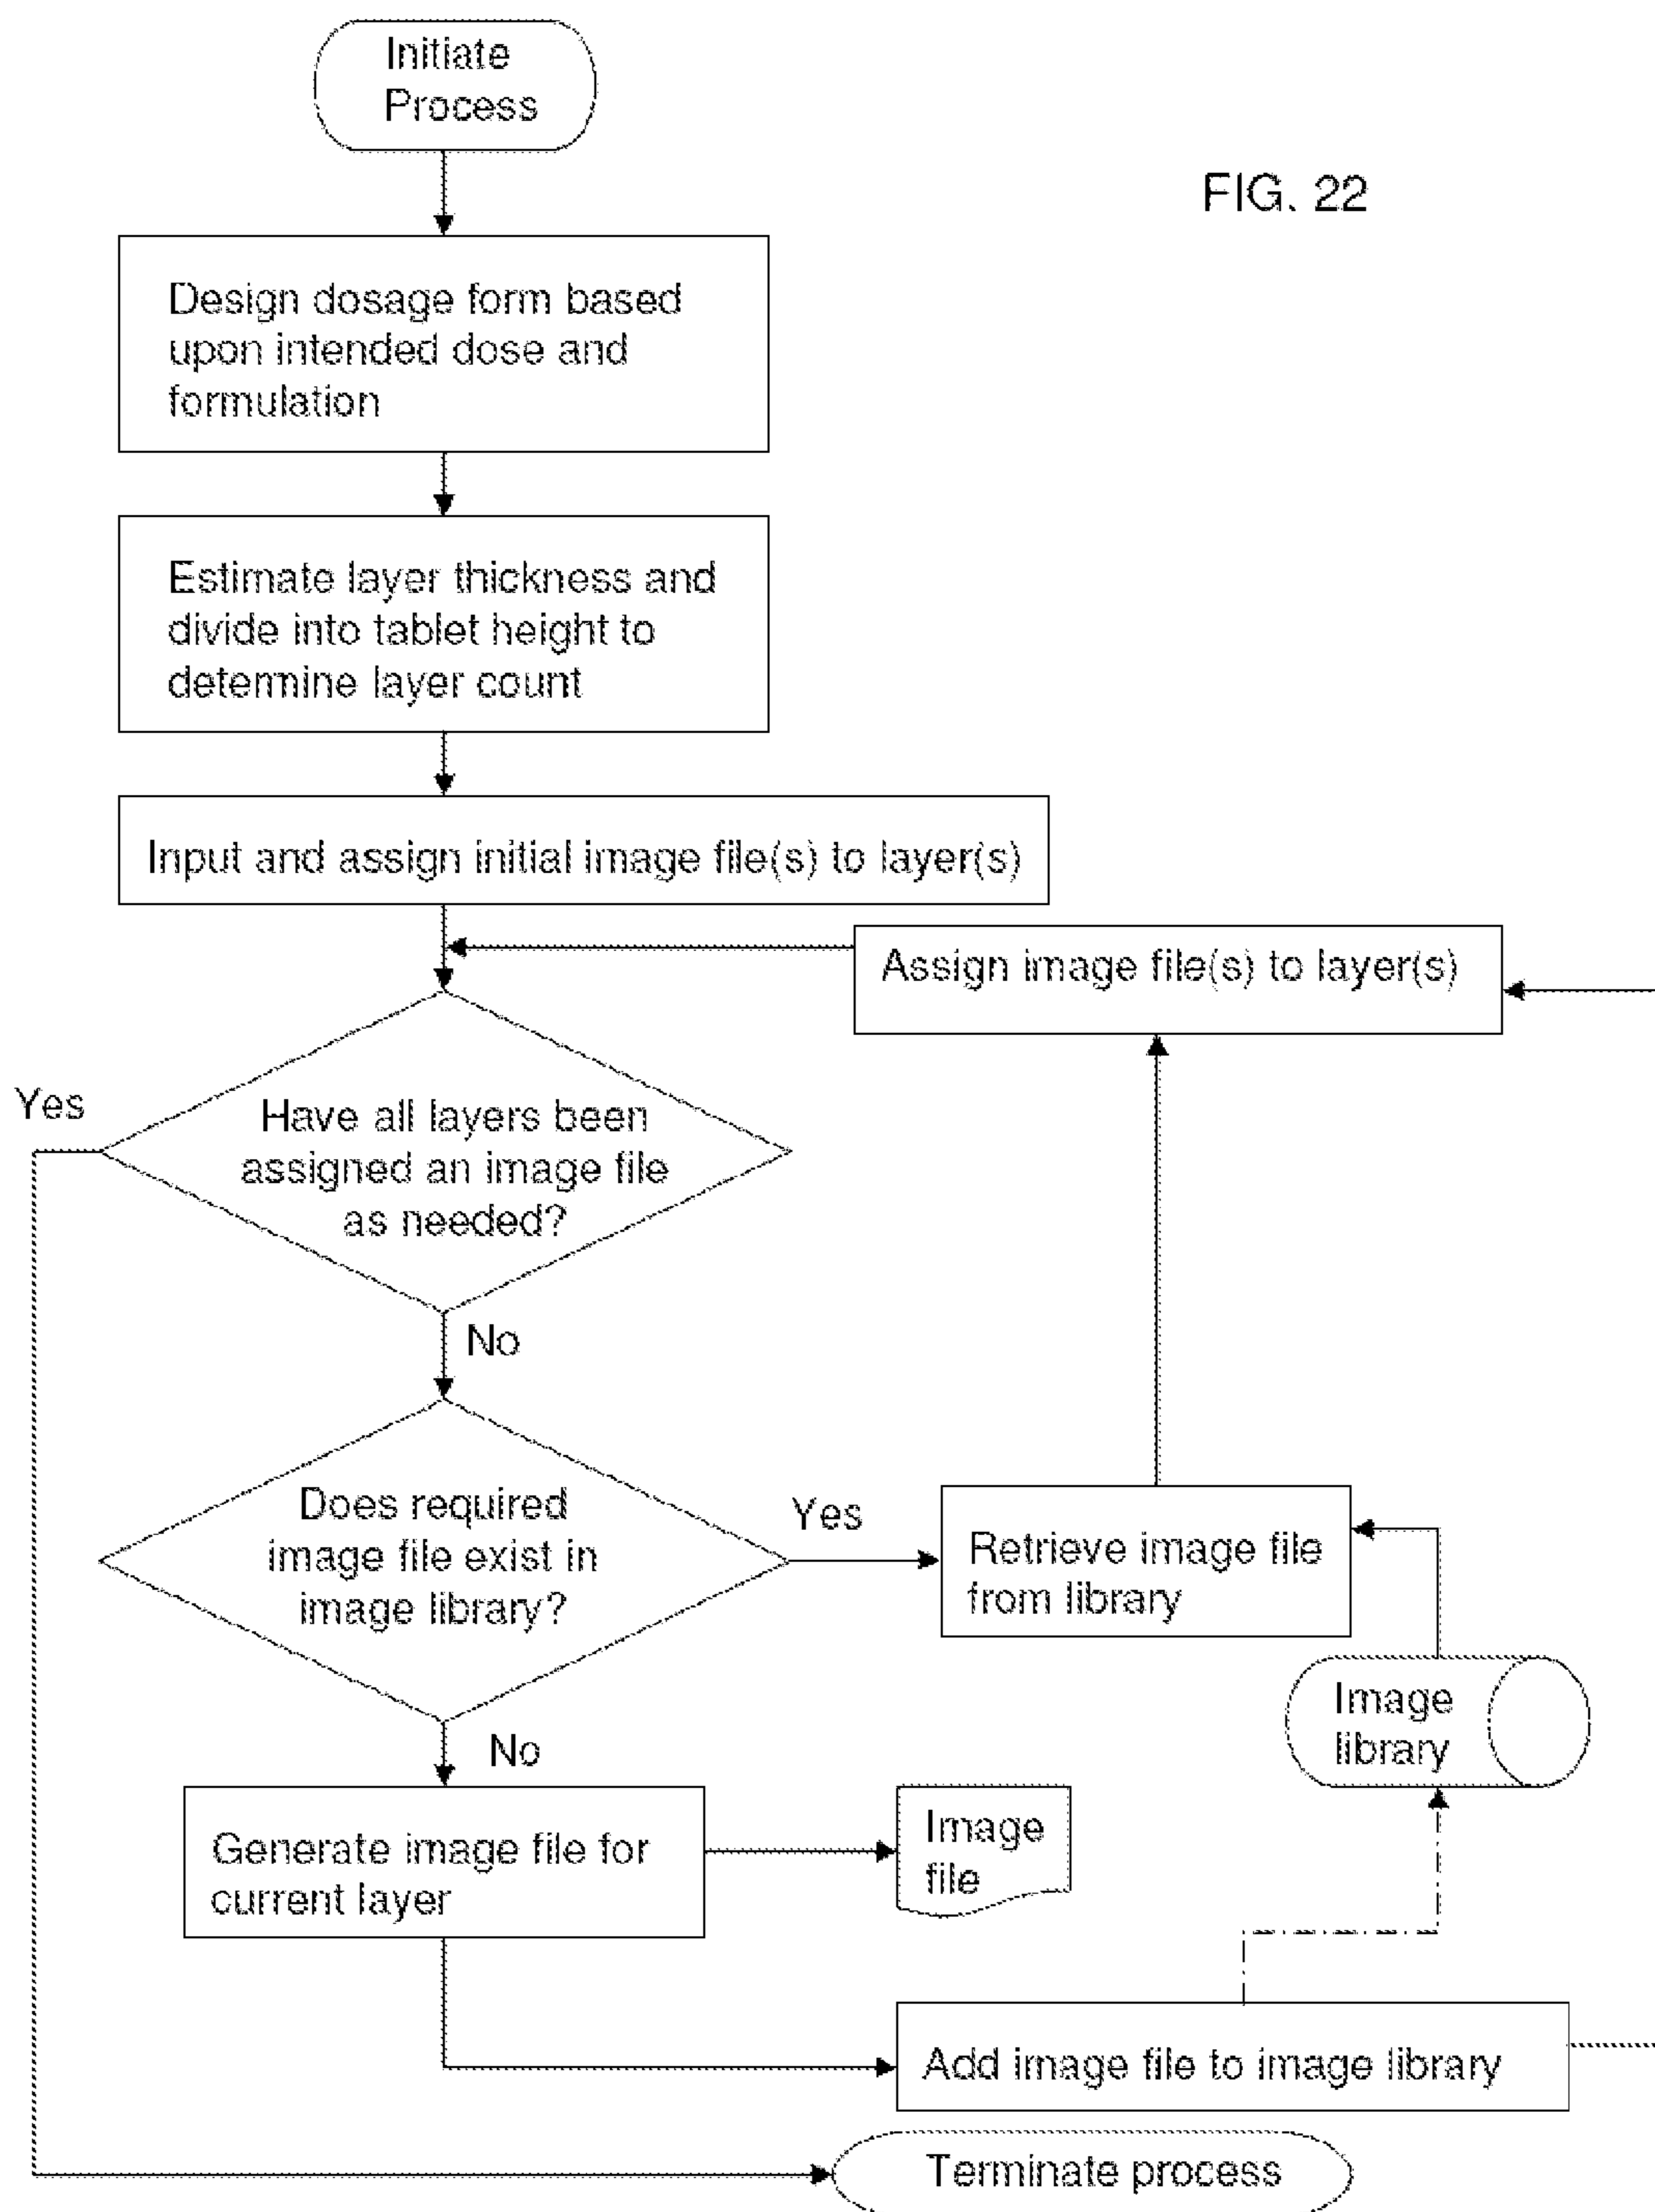 Initiate
Process
FIG. 22
Design dosage form based
upon intended dose and
formulation
Estimate layer thickness and
divide into tablet height to
determine layer count
Input and assign initial image file(s) to layer(s)
Assign image file(s) to layer(s)
Yes
Have all layers been
assigned an image file
as needed?
No
Does required
image file exist in
image library?
Yes
Retrieve image file
from library
Image
library
No
Generate image file for
current layer
Image
file
Add image file to image library
Terminate process